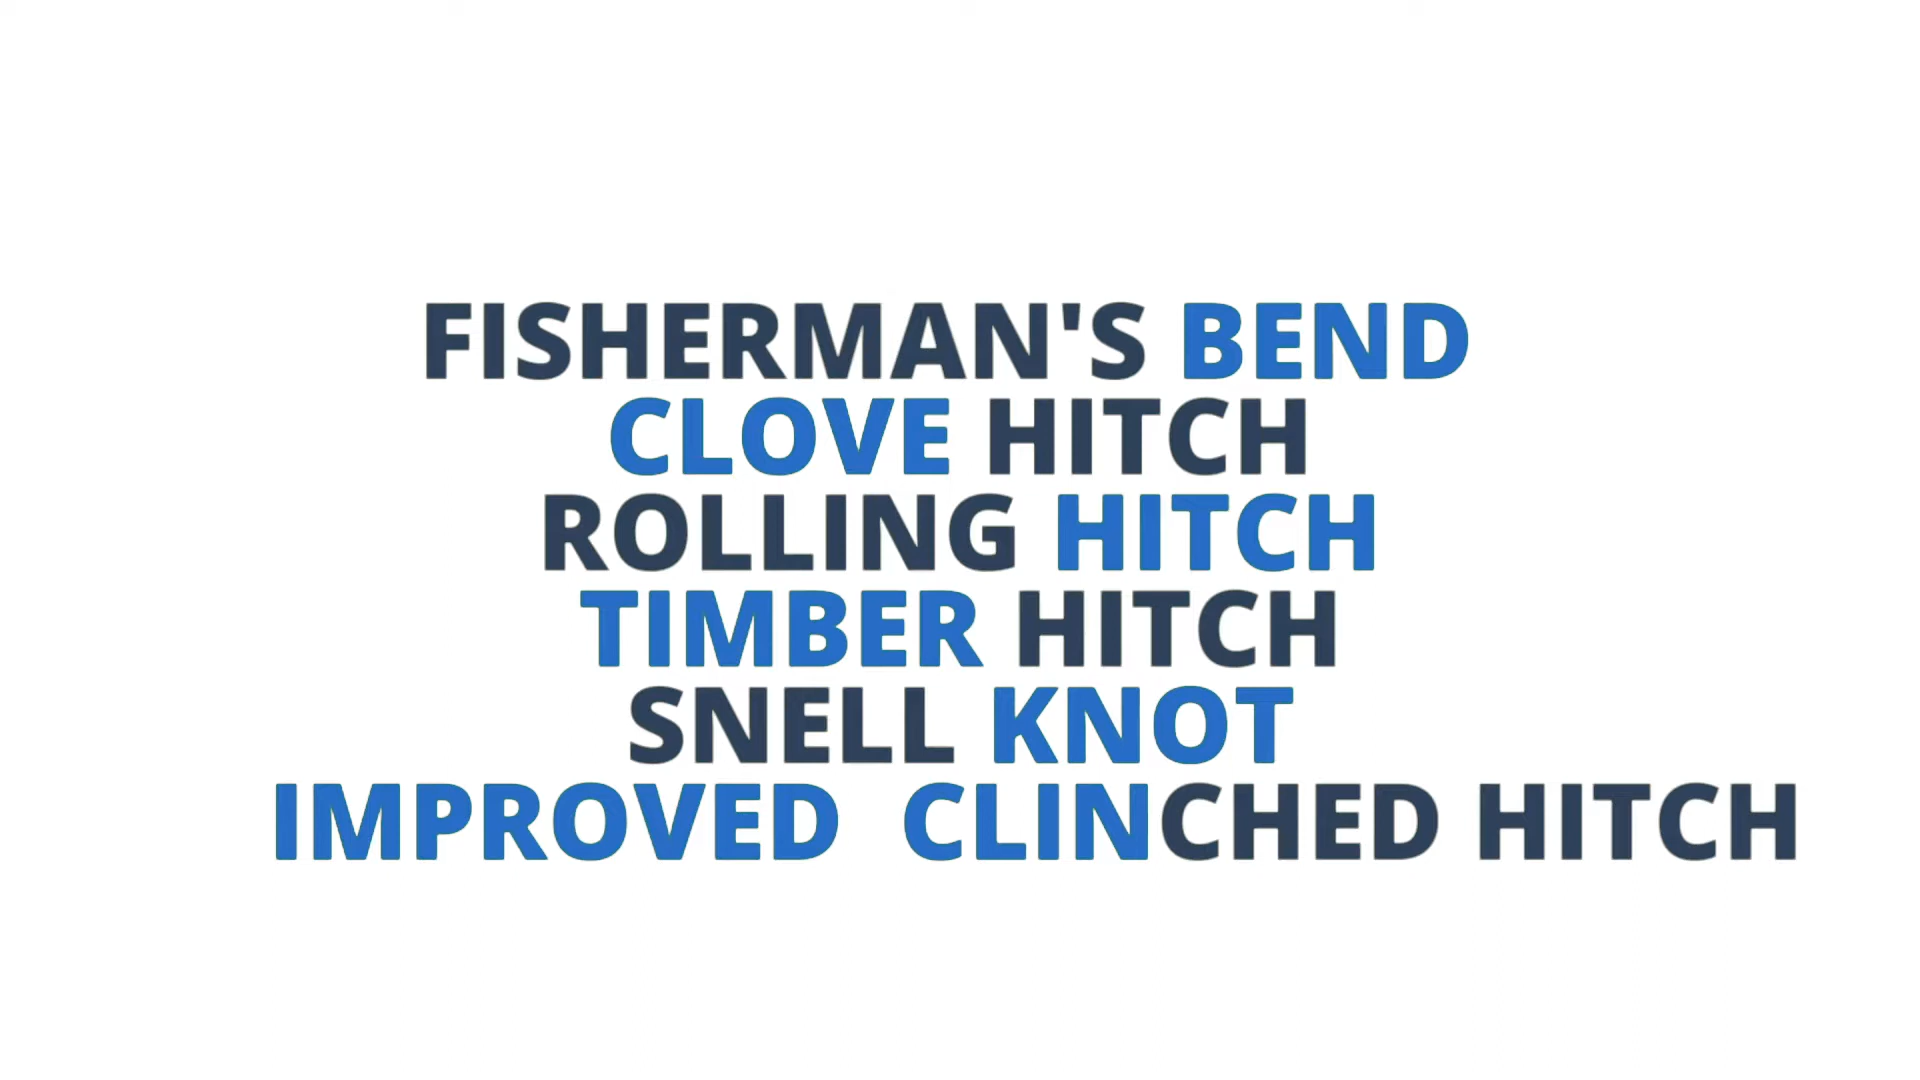 FISHERMAN'S BEND
CLOVE HITCH
ROLLING HITCH
TIMBER HITCH
SNELL KNOT
IMPROVED  CLINCHED HITCH